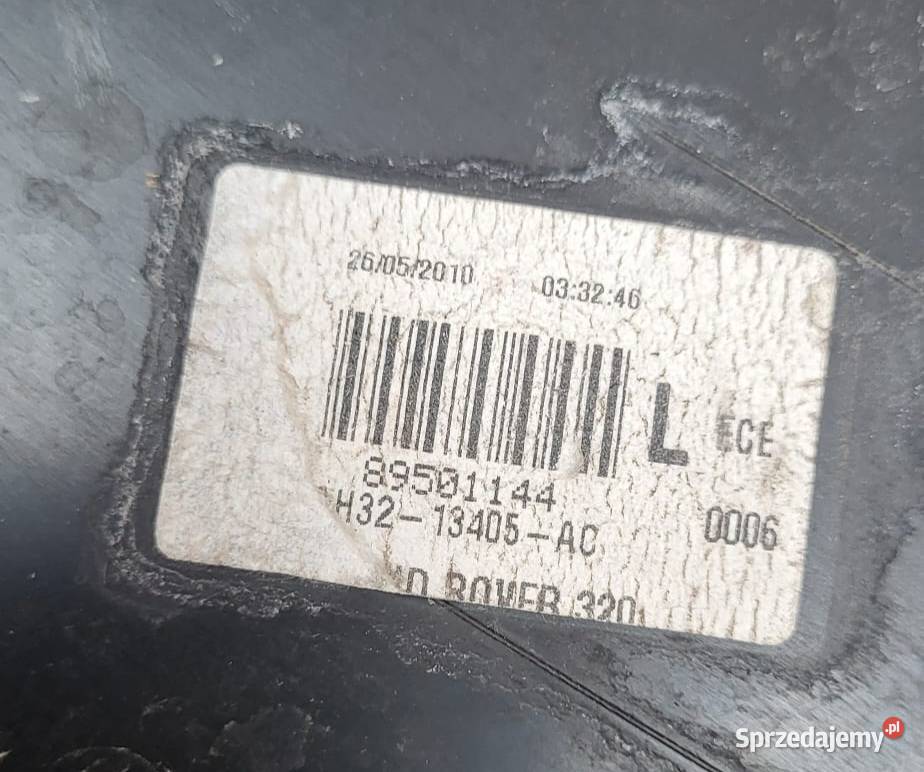 26/05/2010 03:32:46
L ECE
89501144
H32-13405-AC 0006
ROVER 320
Sprzedajemy.pl